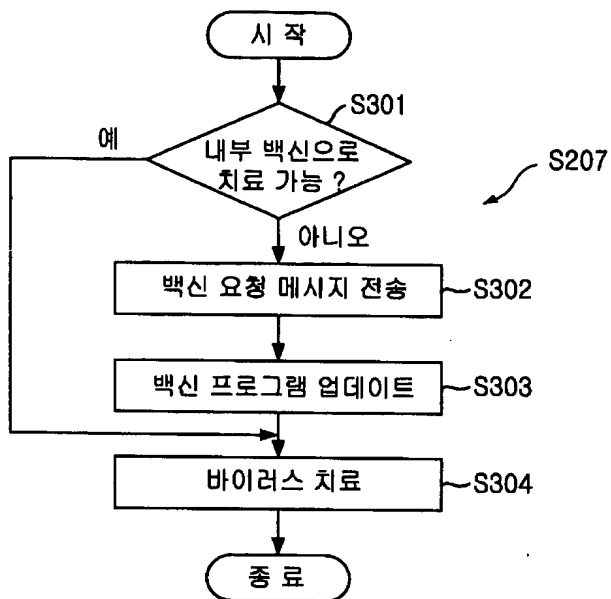 시 작
S301
예
내부 백신으로
치료 가능 ?
S207
아니오
백신 요청 메시지 전송
S302
백신 프로그램 업데이트
S303
바이러스 치료
S304
종 료